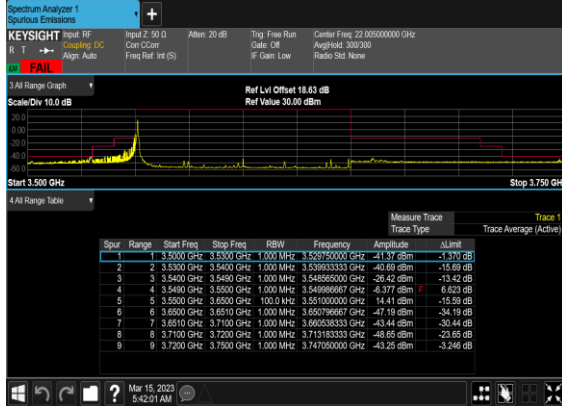 Spectrum Analyzer 1
Spurious Emissions
KEYSIGHT Input: RF Input Z: 50 Ω Atten: 20 dB Trig: Free Run Center Freq: 22.005000000 GHz
R T Coupling: DC Corr CCorr Gate: Off Avg|Hold: 300/300
Align: Auto Freq Ref: Int (S) IF Gain: Low Radio Std: None
FAIL
3 All Range Graph
Ref Lvl Offset 18.63 dB
Scale/Div 10.0 dB Ref Value 30.00 dBm
20.0
10.0
0.00
-20.0
-40.0
-60.0
Start 3.500 GHz Stop 3.750 GH
4 All Range Table
Measure Trace Trace 1
Trace Type Trace Average (Active)
Spur Range Start Freq Stop Freq RBW Frequency Amplitude ΔLimit
1 1 3.5000 GHz 3.5300 GHz 1.000 MHz 3.529750000 GHz -41.37 dBm -1.370 dB
2 2 3.5300 GHz 3.5400 GHz 1.000 MHz 3.539933333 GHz -40.69 dBm -15.69 dB
3 3 3.5400 GHz 3.5490 GHz 1.000 MHz 3.548565000 GHz -26.42 dBm -13.42 dB
4 4 3.5490 GHz 3.5500 GHz 1.000 MHz 3.549986667 GHz -6.377 dBm F 6.623 dB
5 5 3.5500 GHz 3.6500 GHz 100.0 kHz 3.551000000 GHz 14.41 dBm -15.59 dB
6 6 3.6500 GHz 3.6510 GHz 1.000 MHz 3.650796667 GHz -47.19 dBm -34.19 dB
7 7 3.6510 GHz 3.7100 GHz 1.000 MHz 3.660538333 GHz -43.44 dBm -30.44 dB
8 8 3.7100 GHz 3.7200 GHz 1.000 MHz 3.713183333 GHz -48.65 dBm -23.65 dB
9 9 3.7200 GHz 3.7500 GHz 1.000 MHz 3.747050000 GHz -43.25 dBm -3.246 dB
Mar 15, 2023
5:42:01 AM